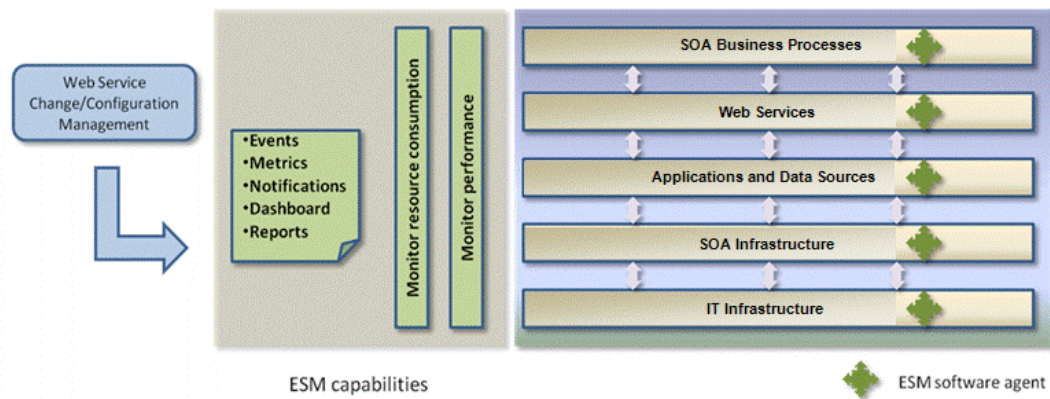 Web Service
Change/Configuration
Management
•Events
•Metrics
•Notifications
•Dashboard
•Reports
Monitor resource consumption
Monitor performance
SOA Business Processes
Web Services
Applications and Data Sources
SOA Infrastructure
IT Infrastructure
ESM capabilities
ESM software agent